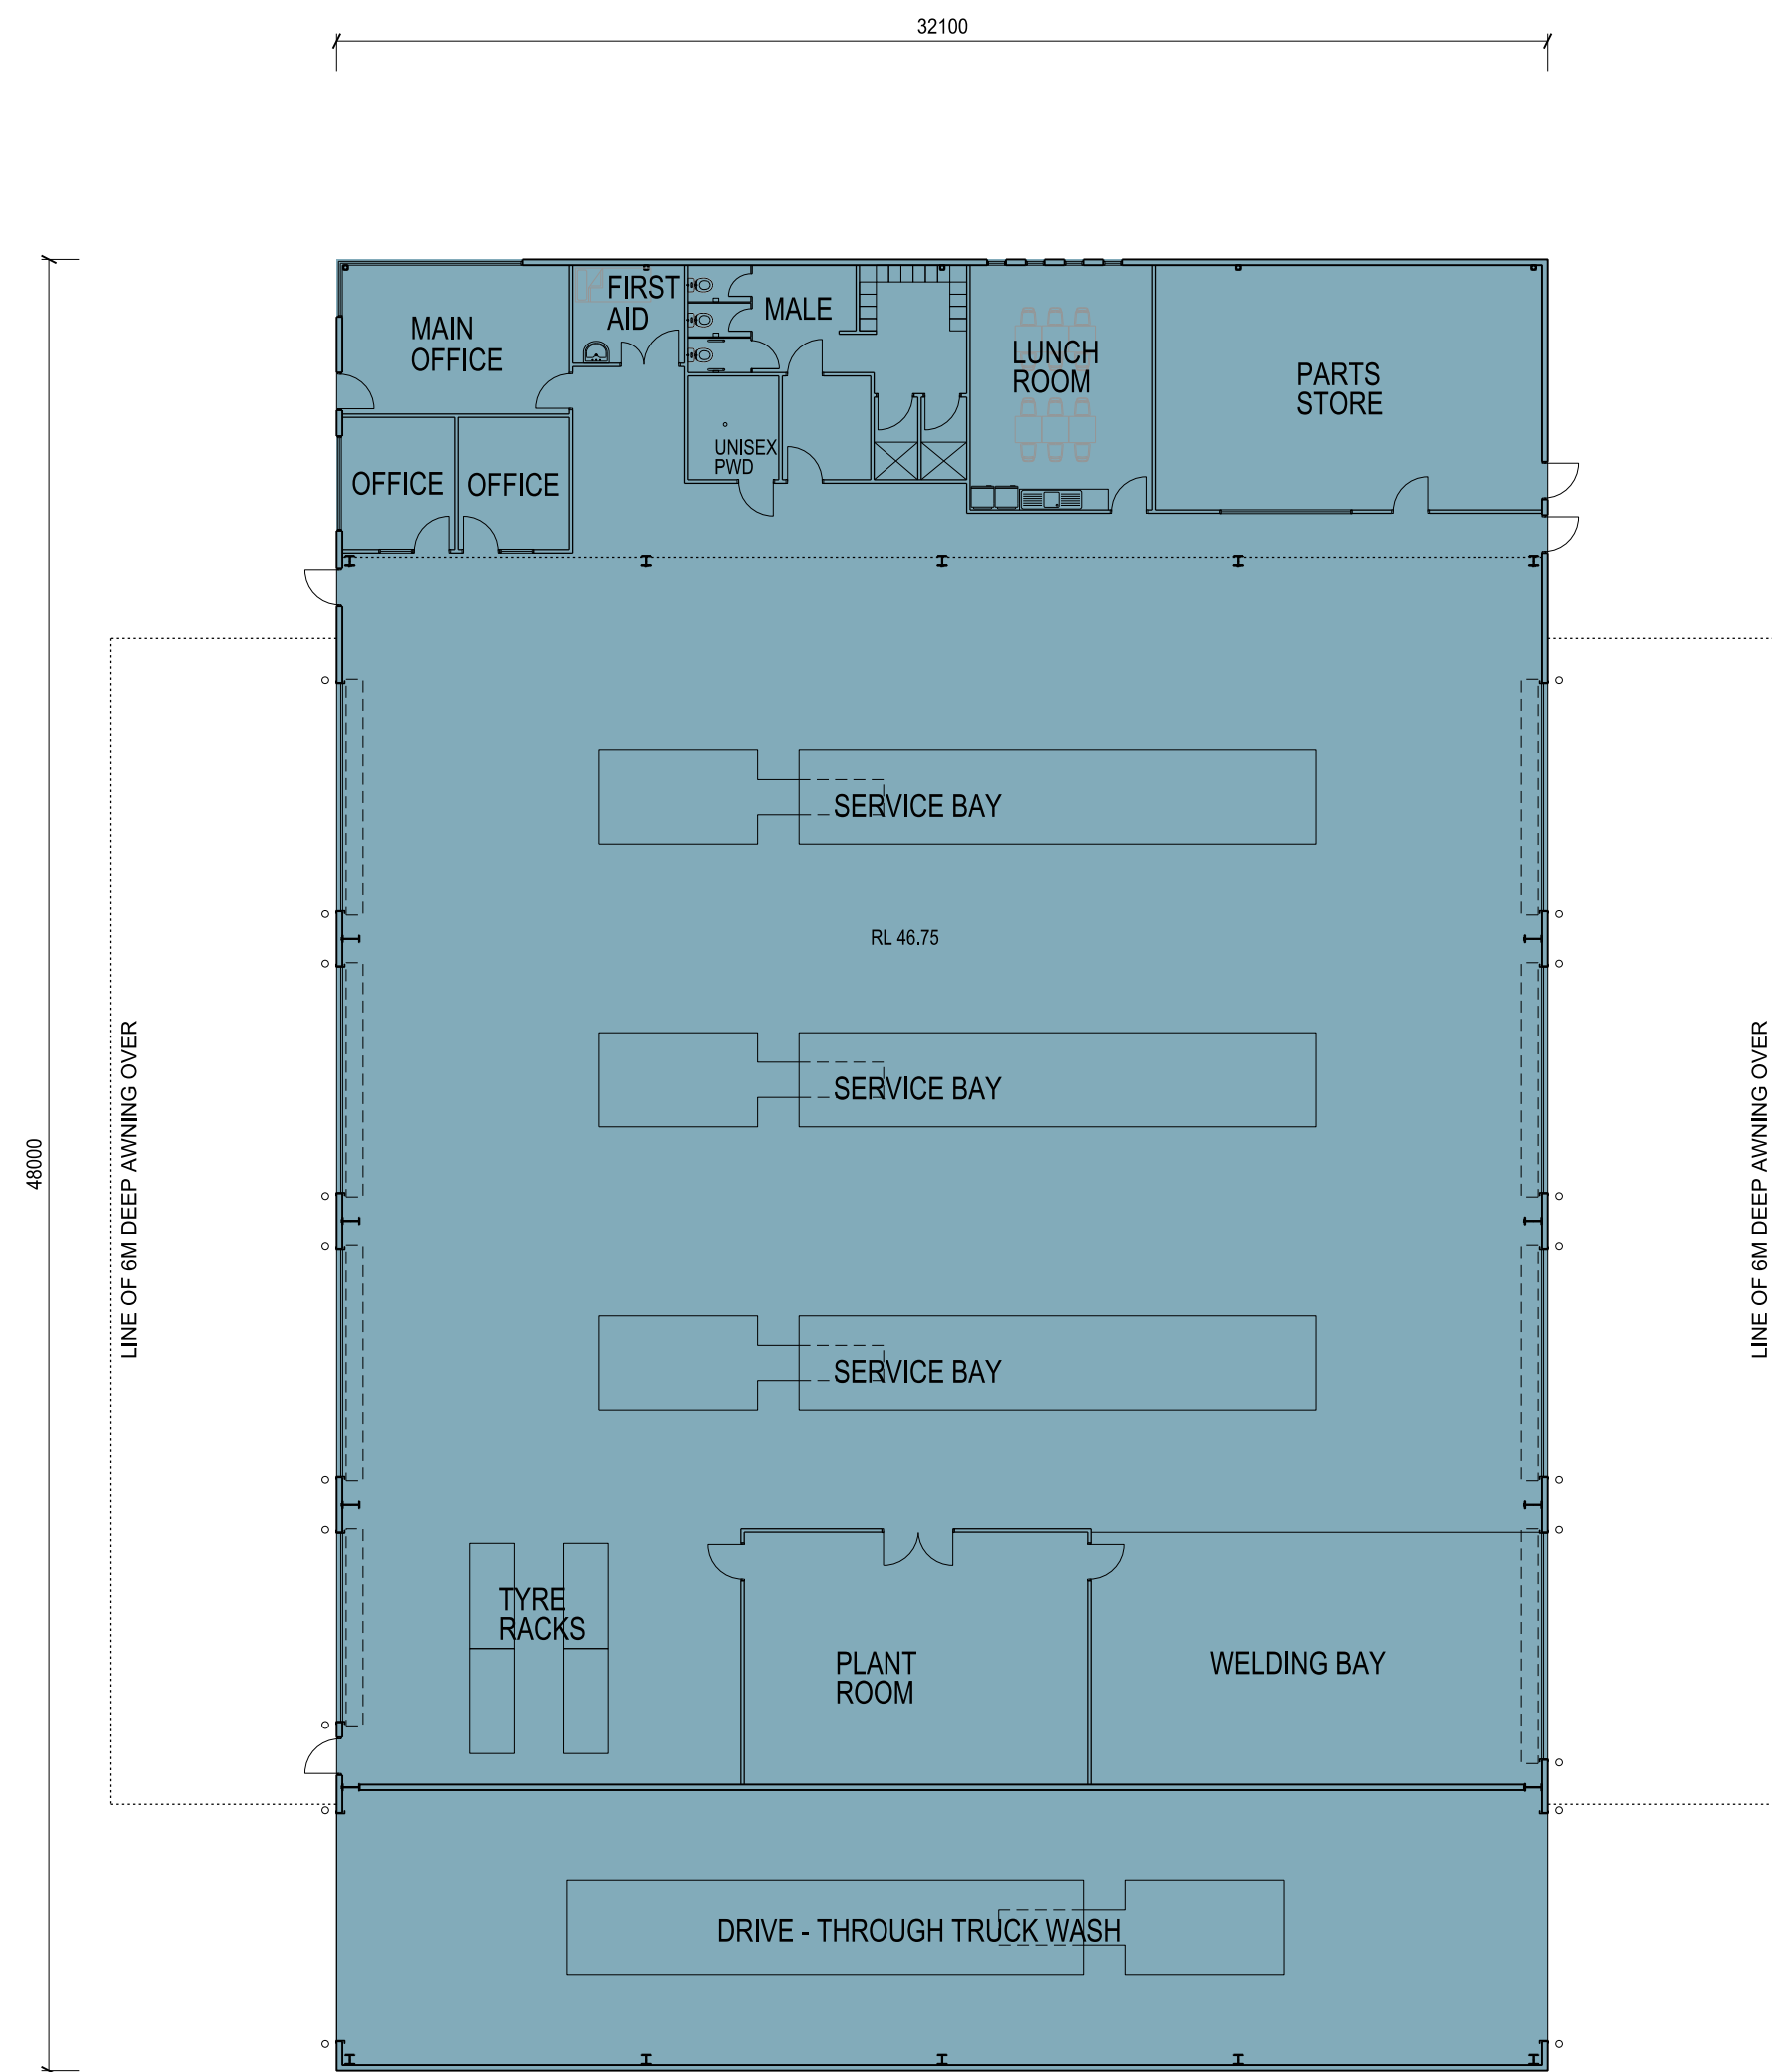 32100
FIRST
AID
MALE
MAIN
OFFICE
LUNCH
ROOM
PARTS
STORE
UNISEX
PWD
OFFICE
OFFICE
SERVICE BAY
RL 46.75
LINE OF 6M DEEP AWNING OVER
LINE OF 6M DEEP AWNING OVER
48000
SERVICE BAY
SERVICE BAY
TYRE
RACKS
PLANT
ROOM
WELDING BAY
DRIVE - THROUGH TRUCK WASH